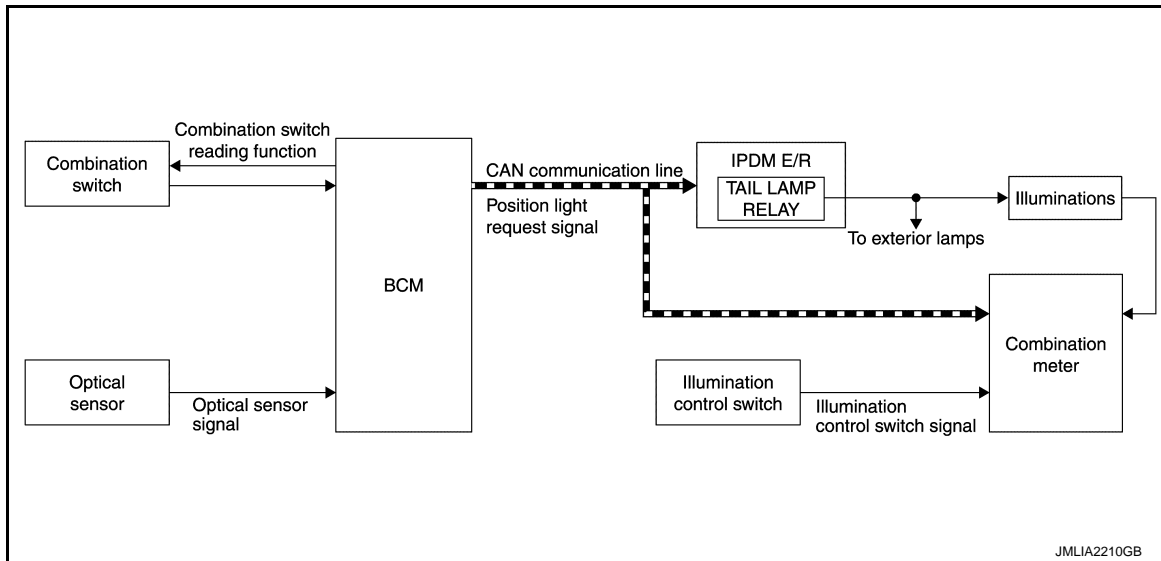 Combination switch
reading function
Combination
switch
BCM
CAN communication line
Position light
request signal
IPDM E/R
TAIL LAMP
RELAY
To exterior lamps
Illuminations
Combination
meter
Optical
sensor
Optical sensor
signal
Illumination
control switch
Illumination
control switch signal
JMLIA2210GB